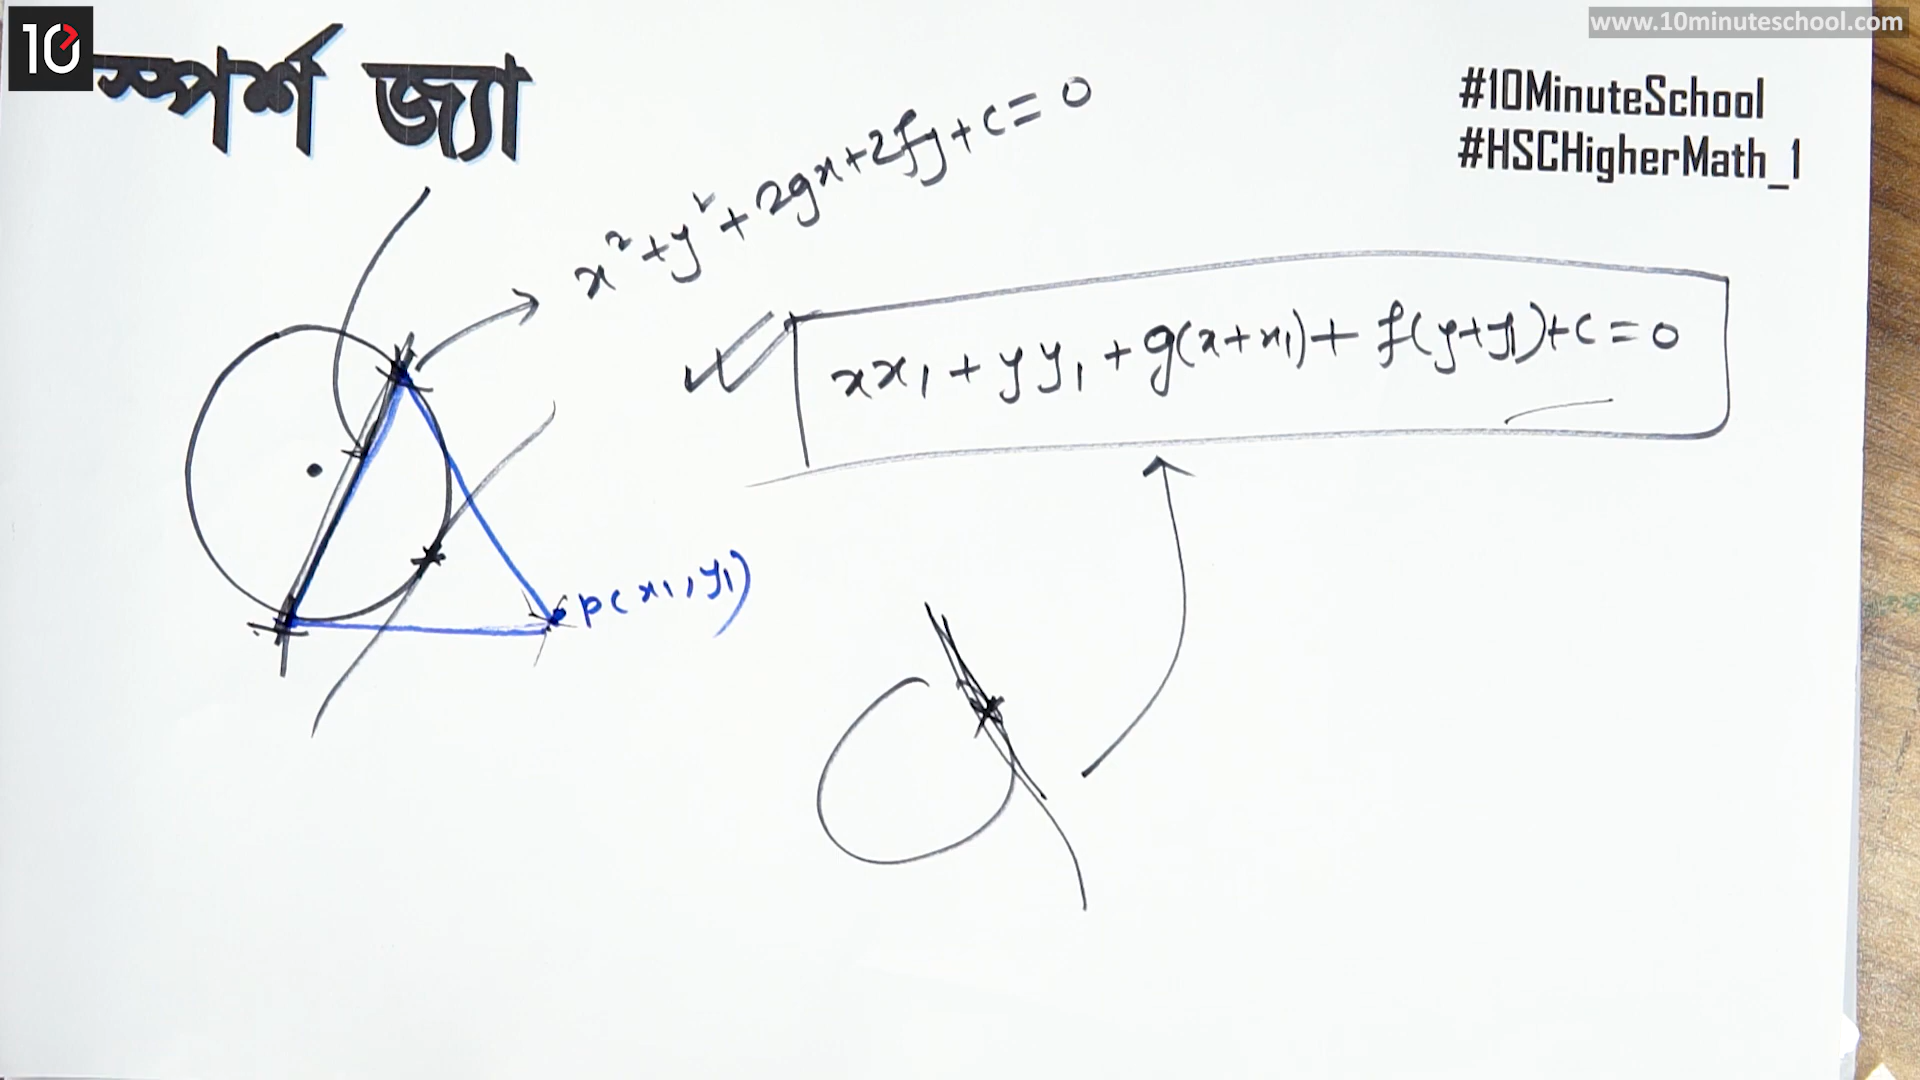 10
www.10minuteschool.com
স্পর্শ জ্যা
#10MinuteSchool
#HSCHigherMath_1
x² + y² + 2gx + 2fy + c = 0
xx₁ + yy₁ + g(x+x₁) + f(y+y₁) + c = 0
P(x₁, y₁)